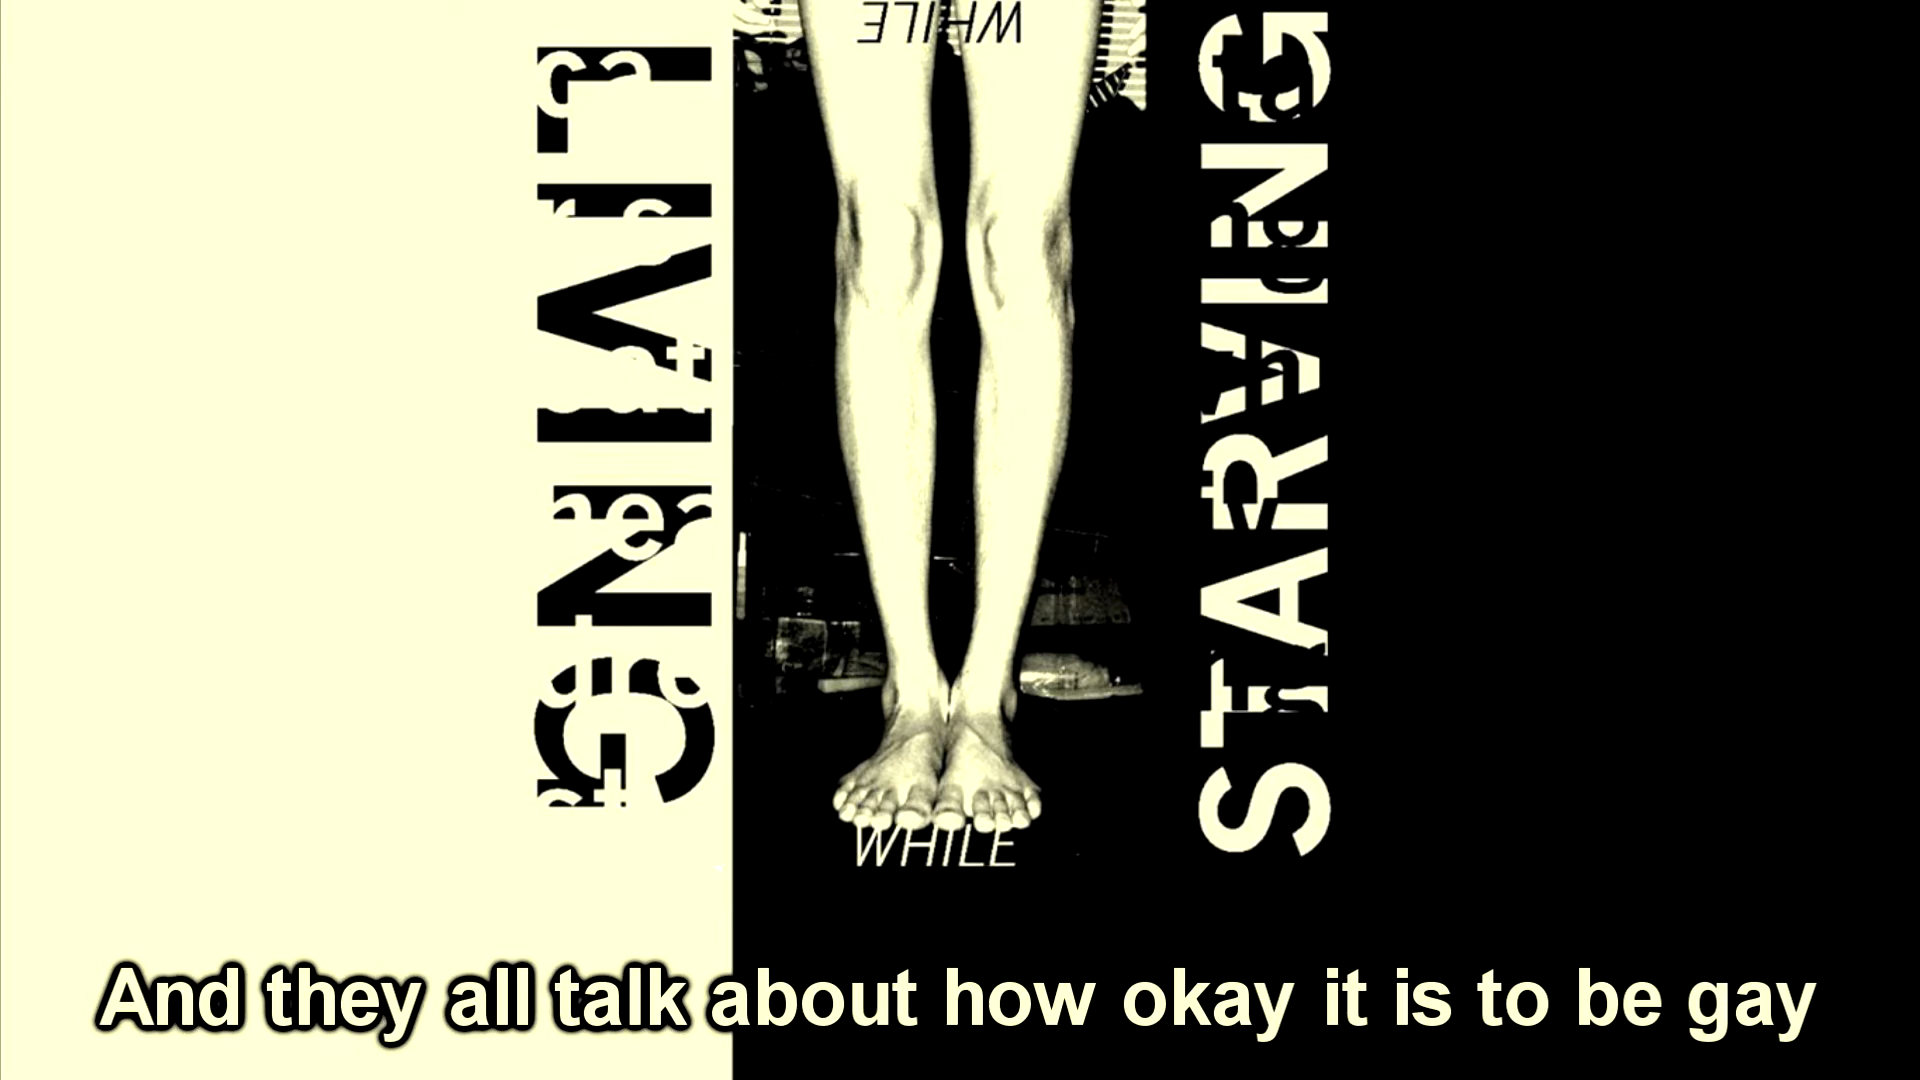 WHILE
LIVING
STARVING
WHILE
And they all talk about how okay it is to be gay